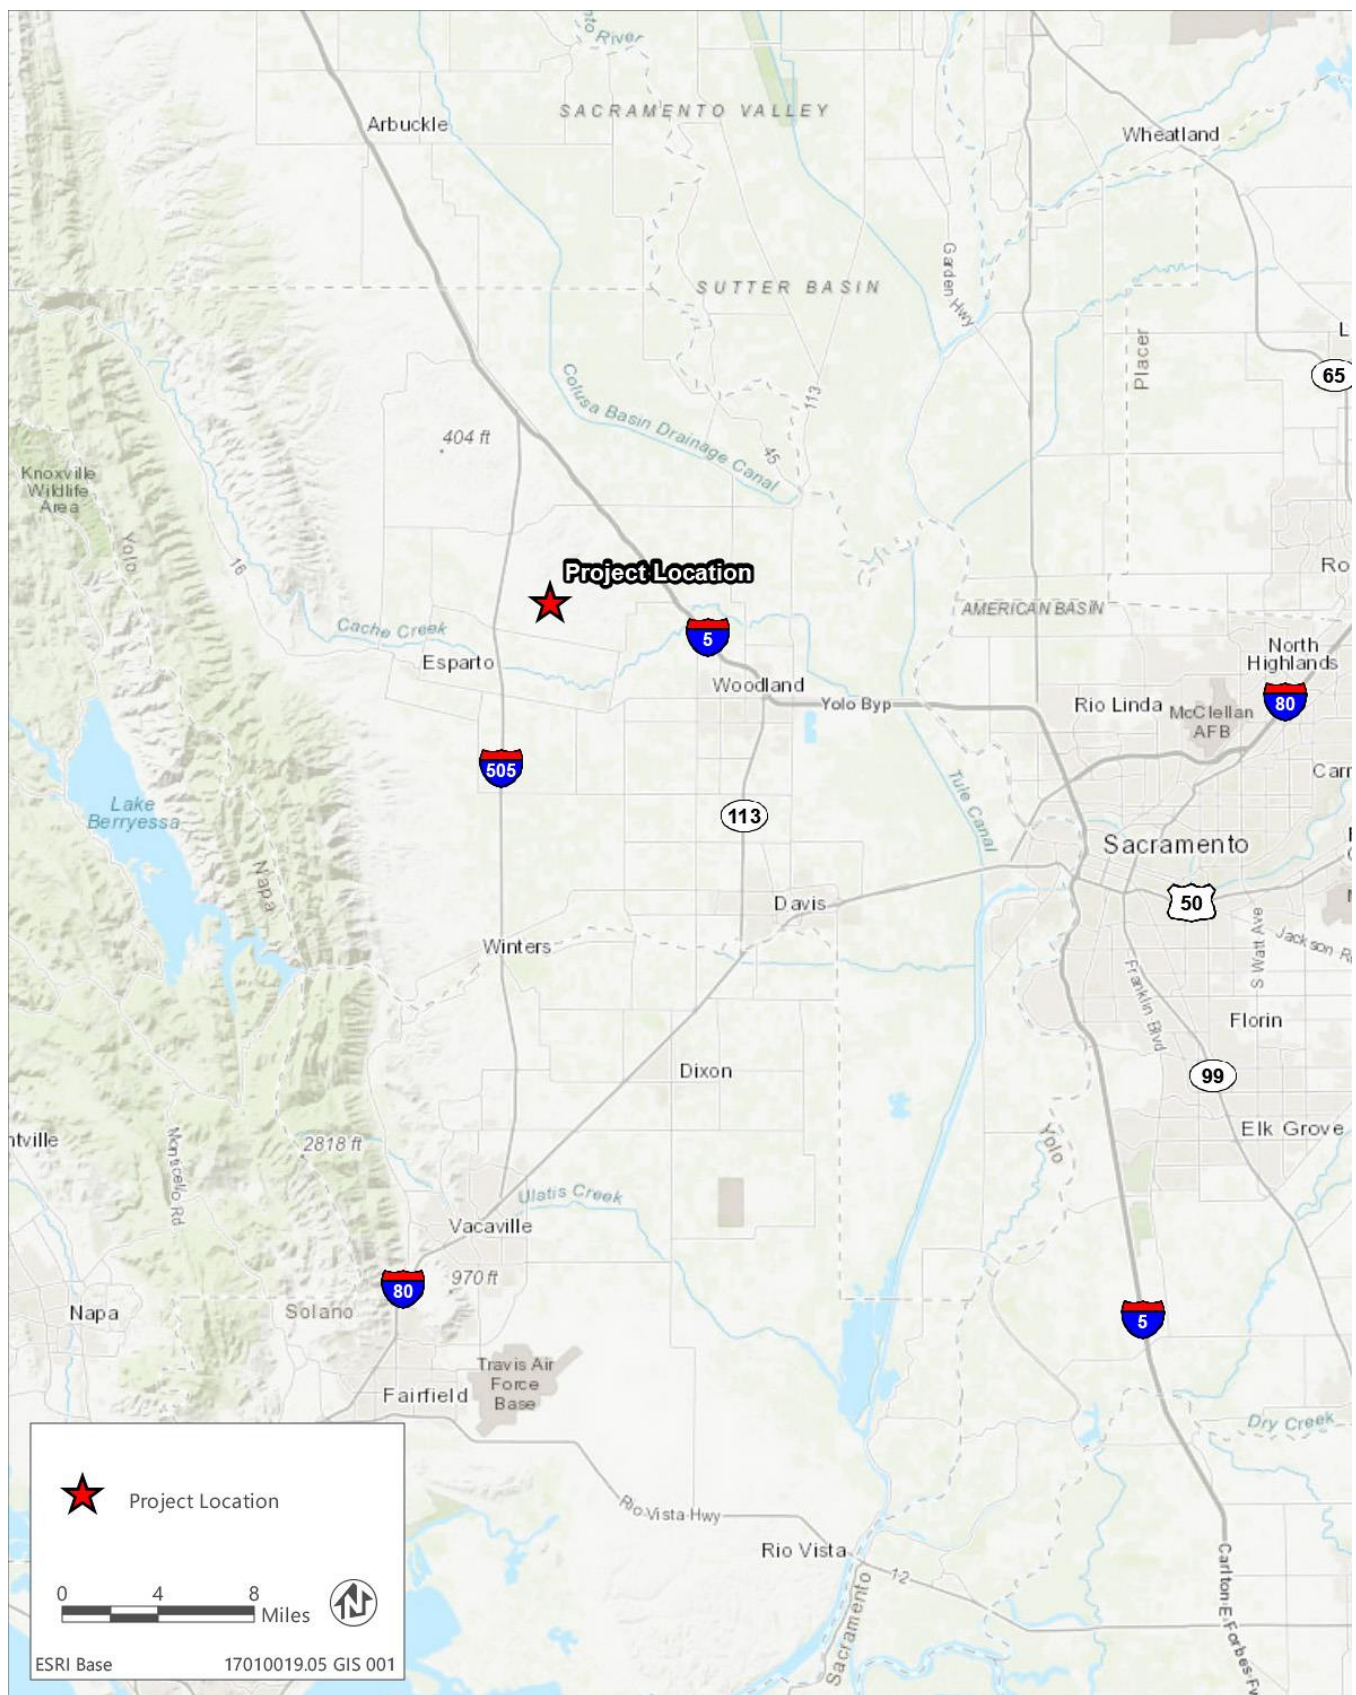 nto River
Arbuckle
SACRAMENTO VALLEY
Wheatland
Garden Hwy
SUTTER BASIN
Placer
L
65
Colusa Basin Drainage Canal
113
45
404 ft
Knoxville
Wildlife
Area
Yolo
16
Project Location
Ro
AMERICAN BASIN
Cache Creek
5
Esparto
North
Highlands
Woodland
Yolo Byp
Rio Linda
McClellan
AFB
80
505
Carr
Tule Canal
Lake
Berryessa
113
Sacramento
Napa
Davis
50
S Watt Ave
Jackson R
Winters
Franklin Blvd
Florin
Dixon
99
Elk Grove
ntville
Monticello Rd
2818 ft
Yolo
Ulatis Creek
Vacaville
970 ft
80
Napa
Solano
5
Travis Air
Force
Base
Fairfield
Dry Creek
Rio Vista Hwy
Rio Vista
12
Sacramento
Carlton E Forbes Fw
Project Location
0 4 8
Miles
ESRI Base 17010019.05 GIS 001